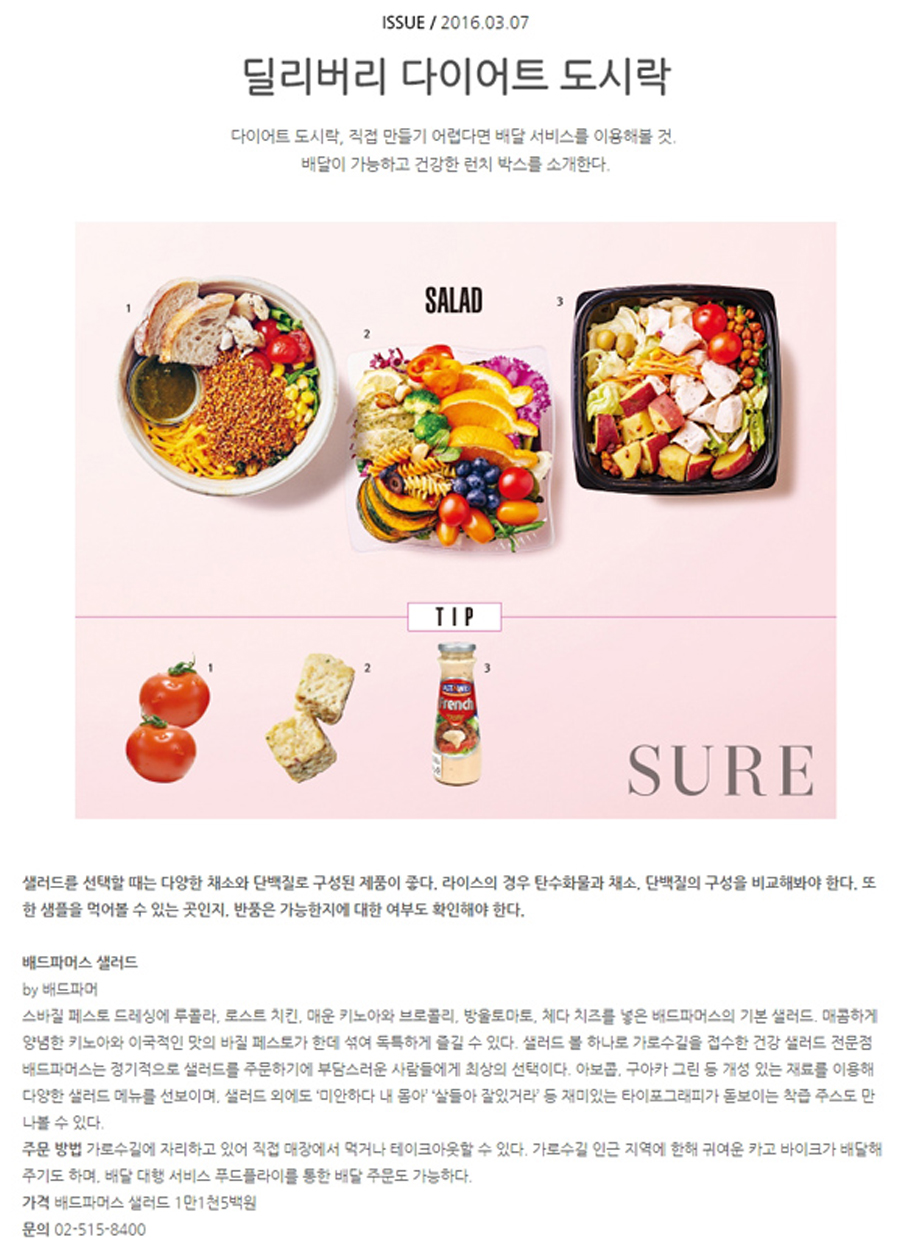 ISSUE / 2016.03.07
딜리버리 다이어트 도시락
다이어트 도시락, 직접 만들기 어렵다면 배달 서비스를 이용해볼 것.
배달이 가능하고 건강한 런치 박스를 소개한다.
SALAD
1
2
3
TIP
1
2
3
French
SURE
샐러드를 선택할 때는 다양한 채소와 단백질로 구성된 제품이 좋다. 라이스의 경우 탄수화물과 채소, 단백질의 구성을 비교해봐야 한다. 또
한 샘플을 먹어볼 수 있는 곳인지, 반품은 가능한지에 대한 여부도 확인해야 한다.
배드파머스 샐러드
by 배드파머
스바질 페스토 드레싱에 루꼴라, 로스트 치킨, 매운 키노아와 브로콜리, 방울토마토, 체다 치즈를 넣은 배드파머스의 기본 샐러드. 매콤하게
양념한 키노아와 이국적인 맛의 바질 페스토가 한데 섞여 독특하게 즐길 수 있다. 샐러드 볼 하나로 가로수길을 접수한 건강 샐러드 전문점
배드파머스는 정기적으로 샐러드를 주문하기에 부담스러운 사람들에게 최상의 선택이다. 아보콥, 구아카 그린 등 개성 있는 재료를 이용해
다양한 샐러드 메뉴를 선보이며, 샐러드 외에도 ‘미안하다 내 몸아’ ‘살들아 잘있거라’ 등 재미있는 타이포그래피가 돋보이는 착즙 주스도 만
나볼 수 있다.
주문 방법 가로수길에 자리하고 있어 직접 매장에서 먹거나 테이크아웃할 수 있다. 가로수길 인근 지역에 한해 귀여운 카고 바이크가 배달해
주기도 하며, 배달 대행 서비스 푸드플라이를 통한 배달 주문도 가능하다.
가격 배드파머스 샐러드 1만1천5백원
문의 02-515-8400